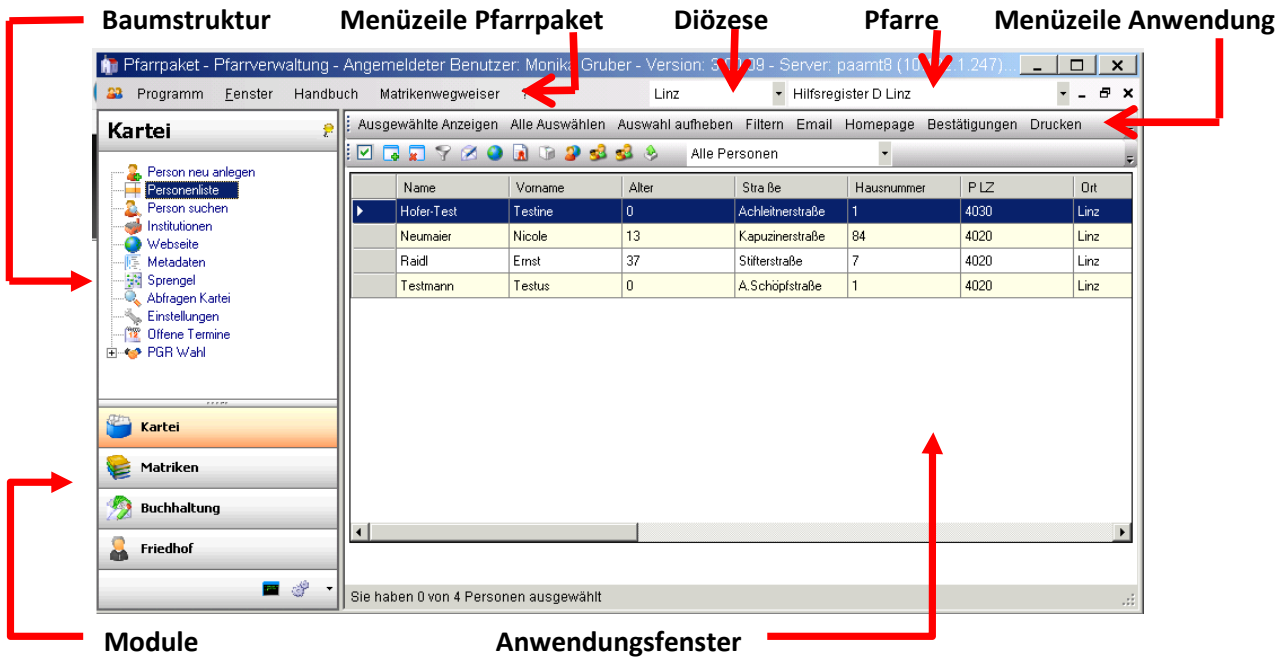 Baumstruktur Menüzeile Pfarrpaket Diözese Pfarre Menüzeile Anwendung
Pfarrpaket - Pfarrverwaltung - Angemeldeter Benutzer: Monika Gruber - Version: - Server: paamt8
Programm Fenster Handbuch Matrikenwegweiser ? Linz Hilfsregister D Linz
Kartei
Ausgewählte Anzeigen Alle Auswählen Auswahl aufheben Filtern Email Homepage Bestätigungen Drucken
Alle Personen
Person neu anlegen
Personenliste
Person suchen
Institutionen
Webseite
Metadaten
Sprengel
Abfragen Kartei
Einstellungen
Offene Termine
PGR Wahl
Name Vorname Alter Straße Hausnummer PLZ Ort
Hofer-Test Testine 0 Achleitnerstraße 1 4030 Linz
Neumaier Nicole 13 Kapuzinerstraße 84 4020 Linz
Raidl Ernst 37 Stifterstraße 7 4020 Linz
Testmann Testus 0 A.Schöpfstraße 1 4020 Linz
Kartei
Matriken
Buchhaltung
Friedhof
Sie haben 0 von 4 Personen ausgewählt
Module Anwendungsfenster